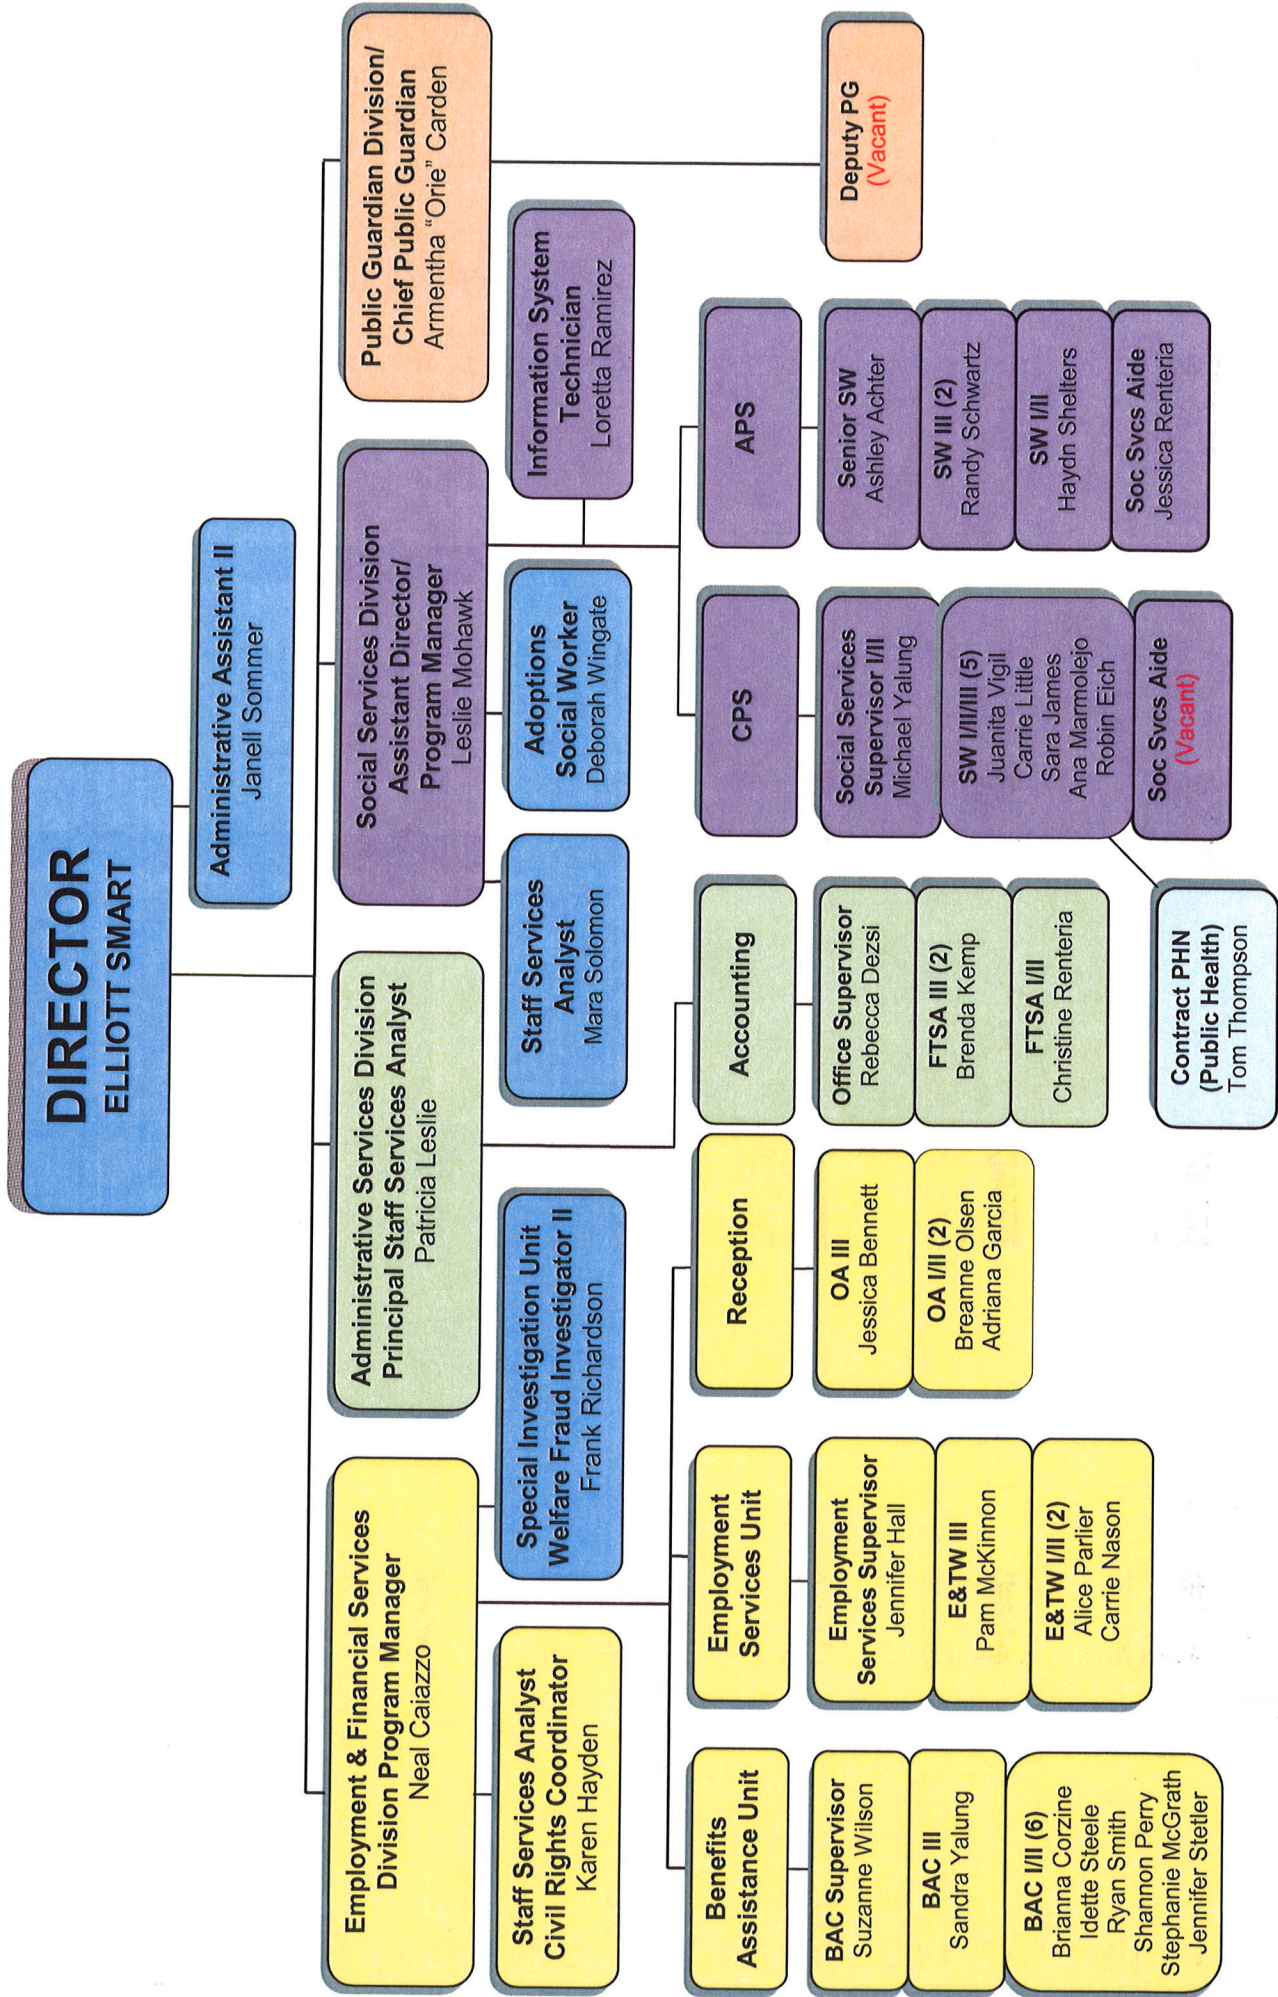 DIRECTOR
ELLIOTT SMART
Administrative Assistant II
Janell Sommer
Employment & Financial Services
Division Program Manager
Neal Caiazzo
Administrative Services Division
Principal Staff Services Analyst
Patricia Leslie
Social Services Division
Assistant Director/
Program Manager
Leslie Mohawk
Public Guardian Division/
Chief Public Guardian
Armentha “Orie” Carden
Staff Services Analyst
Civil Rights Coordinator
Karen Hayden
Special Investigation Unit
Welfare Fraud Investigator II
Frank Richardson
Staff Services
Analyst
Mara Solomon
Adoptions
Social Worker
Deborah Wingate
Information System
Technician
Loretta Ramirez
Benefits
Assistance Unit
BAC Supervisor
Suzanne Wilson
BAC III
Sandra Yalung
BAC I/II (6)
Brianna Corzine
Idette Steele
Ryan Smith
Shannon Perry
Stephanie McGrath
Jennifer Stetler
Employment
Services Unit
Employment
Services Supervisor
Jennifer Hall
E&TW III
Pam McKinnon
E&TW I/II (2)
Alice Parlier
Carrie Nason
Reception
OA III
Jessica Bennett
OA I/II (2)
Breanne Olsen
Adriana Garcia
Accounting
Office Supervisor
Rebecca Dezsi
FTSA III (2)
Brenda Kemp
FTSA I/II
Christine Renteria
CPS
Social Services
Supervisor I/II
Michael Yalung
SW I/II/III (5)
Juanita Vigil
Carrie Little
Sara James
Ana Marmolejo
Robin Eich
Soc Svcs Aide
(Vacant)
Contract PHN
(Public Health)
Tom Thompson
APS
Senior SW
Ashley Achter
SW III (2)
Randy Schwartz
SW I/II
Haydn Shelters
Soc Svcs Aide
Jessica Renteria
Deputy PG
(Vacant)